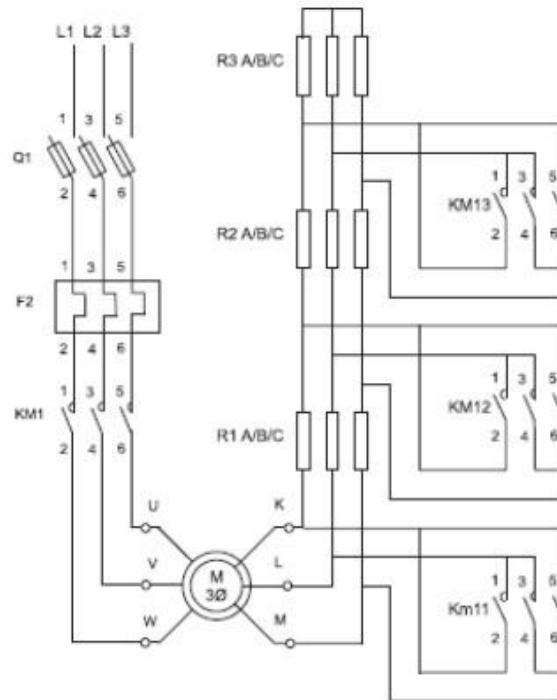 L1 L2 L3
R3 A/B/C
1 3 5
Q1
2 4 6
1 3 5
KM13
2 4 6
R2 A/B/C
1 3 5
F2
2 4 6
1 3 5
KM1
2 4 6
1 3 5
KM12
2 4 6
R1 A/B/C
U K
V M L
3Ø
W M
1 3 5
Km11
2 4 6